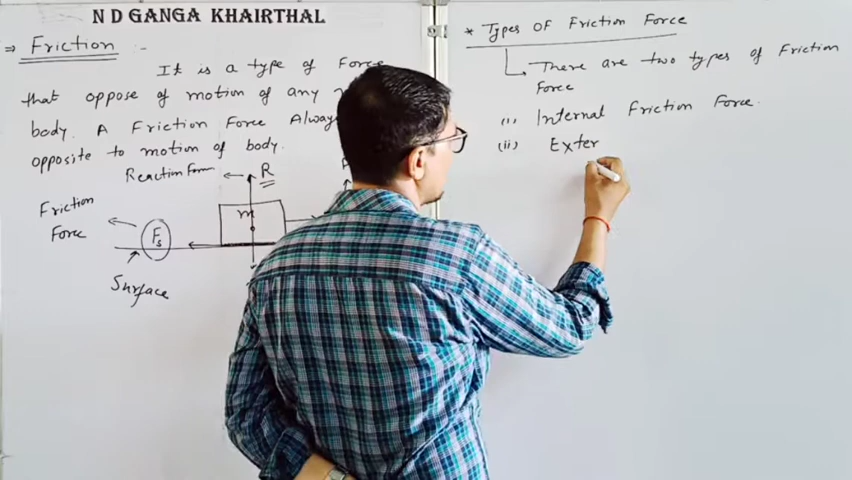 N D GANGA KHAIRTHAL
⇒ Friction :-
It is a type of Force
that oppose of motion of any
body. A Friction Force Alway
opposite to motion of body.
Reaction Force ← R
Friction
Force
m
Fs
Surface
* Types OF Friction Force
There are two types of Friction
Force
(i) Internal Friction Force.
(ii) Exter